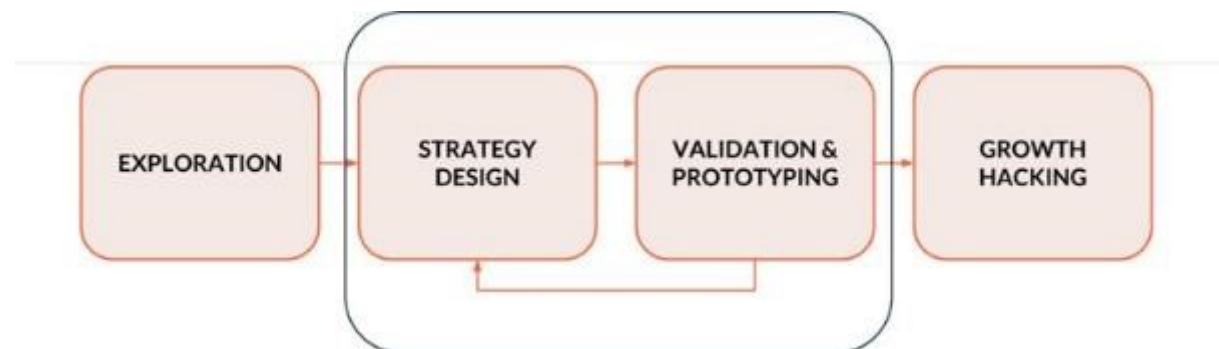 EXPLORATION
STRATEGY
DESIGN
VALIDATION &
PROTOTYPING
GROWTH
HACKING